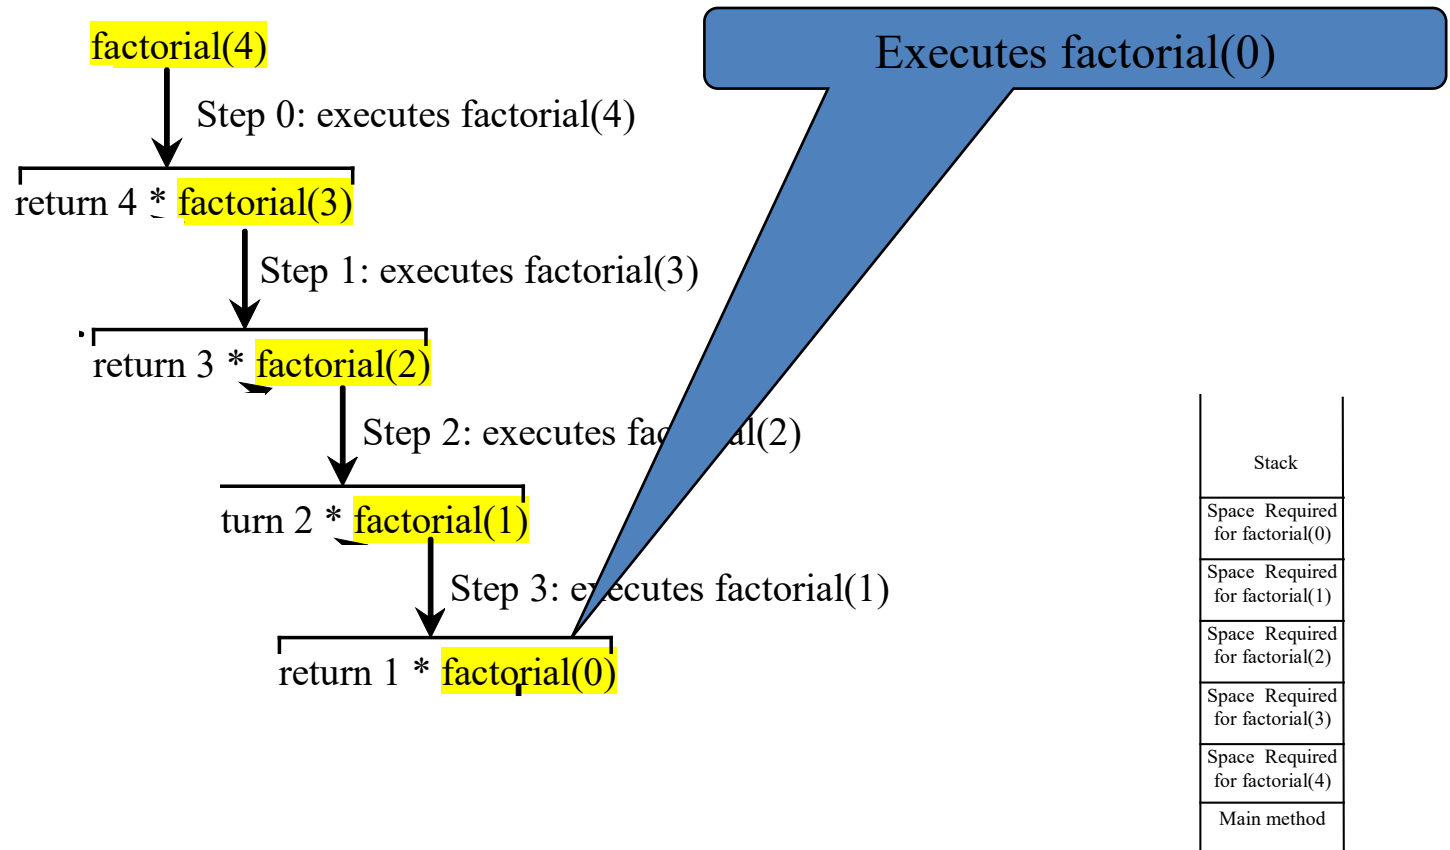 factorial(4)
Executes factorial(0)
Step 0: executes factorial(4)
return 4 * factorial(3)
Step 1: executes factorial(3)
return 3 * factorial(2)
Step 2: executes fac al(2)
turn 2 * factorial(1)
Step 3: executes factorial(1)
return 1 * factorial(0)
Stack
Space Required
for factorial(0)
Space Required
for factorial(1)
Space Required
for factorial(2)
Space Required
for factorial(3)
Space Required
for factorial(4)
Main method